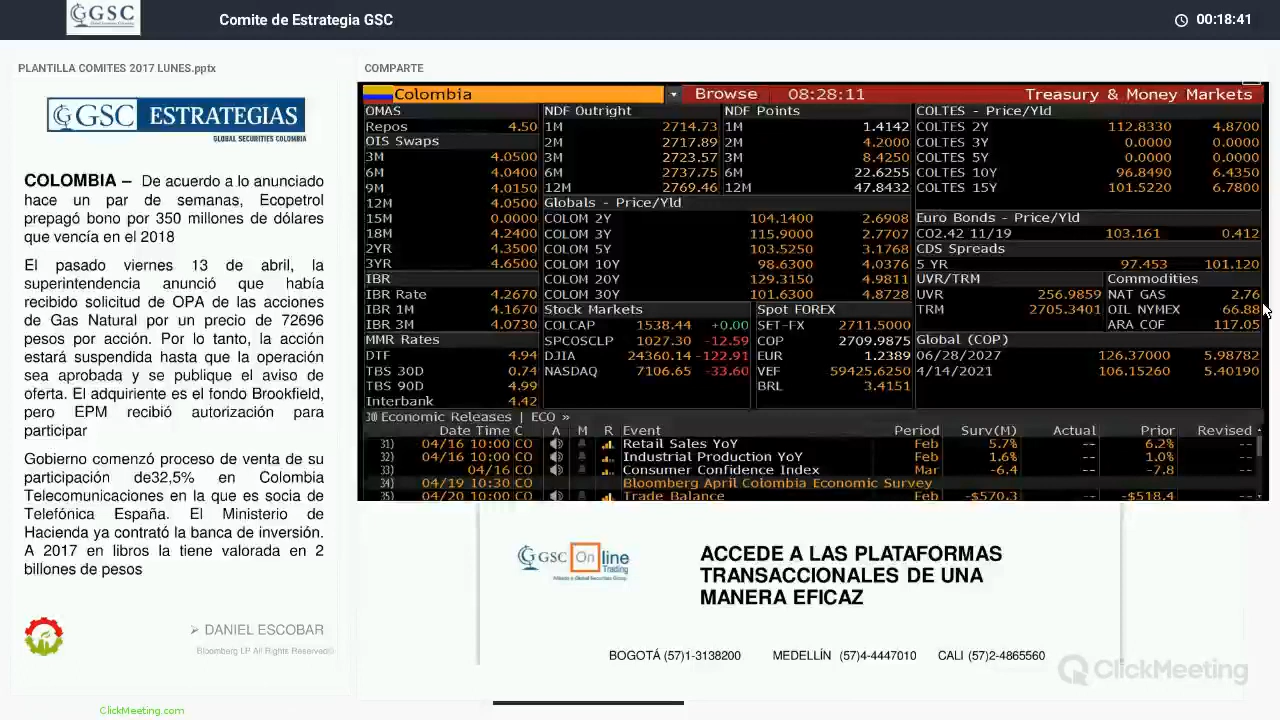 GSC
Comite de Estrategia GSC
00:18:41
PLANTILLA COMITES 2017 LUNES.pptx
COMPARTE
GSC ESTRATEGIAS
GLOBAL SECURITIES COLOMBIA
COLOMBIA – De acuerdo a lo anunciado
hace un par de semanas, Ecopetrol
prepagó bono por 350 millones de dólares
que vencía en el 2018
El pasado viernes 13 de abril, la
superintendencia anunció que había
recibido solicitud de OPA de las acciones
de Gas Natural por un precio de 72696
pesos por acción. Por lo tanto, la acción
estará suspendida hasta que la operación
sea aprobada y se publique el aviso de
oferta. El adquiriente es el fondo Brookfield,
pero EPM recibió autorización para
participar
Gobierno comenzó proceso de venta de su
participación de32,5% en Colombia
Telecomunicaciones en la que es socia de
Telefónica España. El Ministerio de
Hacienda ya contrató la banca de inversión.
A 2017 en libros la tiene valorada en 2
billones de pesos
➢ DANIEL ESCOBAR
Bloomberg LP All Rights Reserved©
ClickMeeting.com
Colombia Browse 08:28:11 Treasury & Money Markets
OMAS
Repos 4.50
OIS Swaps
3M 4.0500
6M 4.0400
9M 4.0150
12M 4.0500
15M 0.0000
18M 4.2400
2YR 4.3500
3YR 4.6500
IBR
IBR Rate 4.2670
IBR 1M 4.1670
IBR 3M 4.0730
MMR Rates
DTF 4.94
TBS 30D 0.74
TBS 90D 4.99
Interbank 4.42
NDF Outright
1M 2714.73
2M 2717.89
3M 2723.57
6M 2737.75
12M 2769.46
NDF Points
1M 1.4142
2M 4.2000
3M 8.4250
6M 22.6255
12M 47.8432
Globals - Price/Yld
COLOM 2Y 104.1400 2.6908
COLOM 3Y 115.9000 2.7707
COLOM 5Y 103.5250 3.1768
COLOM 10Y 98.6300 4.0376
COLOM 20Y 129.3150 4.9811
COLOM 30Y 101.6300 4.8728
Stock Markets
COLCAP 1538.44 +0.00
SPCOSCLP 1027.30 -12.59
DJIA 24360.14 -122.91
NASDAQ 7106.65 -33.60
Spot FOREX
SET-FX 2711.5000
COP 2709.9875
EUR 1.2389
VEF 59425.6250
BRL 3.4151
COLTES - Price/Yld
COLTES 2Y 112.8330 4.8700
COLTES 3Y 0.0000 0.0000
COLTES 5Y 0.0000 0.0000
COLTES 10Y 96.8490 6.4350
COLTES 15Y 101.5220 6.7800
Euro Bonds - Price/Yld
CO2.42 11/19 103.161 0.412
CDS Spreads
5 YR 97.453 101.120
UVR/TRM
UVR 256.9859
TRM 2705.3401
Commodities
NAT GAS 2.76
OIL NYMEX 66.88
ARA COF 117.05
Global (COP)
06/28/2027 126.37000 5.98782
4/14/2021 106.15260 5.40190
30 Economic Releases | ECO »
Date Time C A M R Event Period Surv(M) Actual Prior Revised
31) 04/16 10:00 CO Retail Sales YoY Feb 5.7% -- 6.2% --
32) 04/16 10:00 CO Industrial Production YoY Feb 1.6% -- 1.0% --
33) 04/16 CO Consumer Confidence Index Mar -6.4 -- -7.8 --
34) 04/19 10:30 CO Bloomberg April Colombia Economic Survey
35) 04/20 10:00 CO Trade Balance Feb -$570.3 -- -$518.4 --
GSC Online
Trading
ACCEDE A LAS PLATAFORMAS
TRANSACCIONALES DE UNA
MANERA EFICAZ
BOGOTÁ (57)1-3138200 MEDELLÍN (57)4-4447010 CALI (57)2-4865560
ClickMeeting